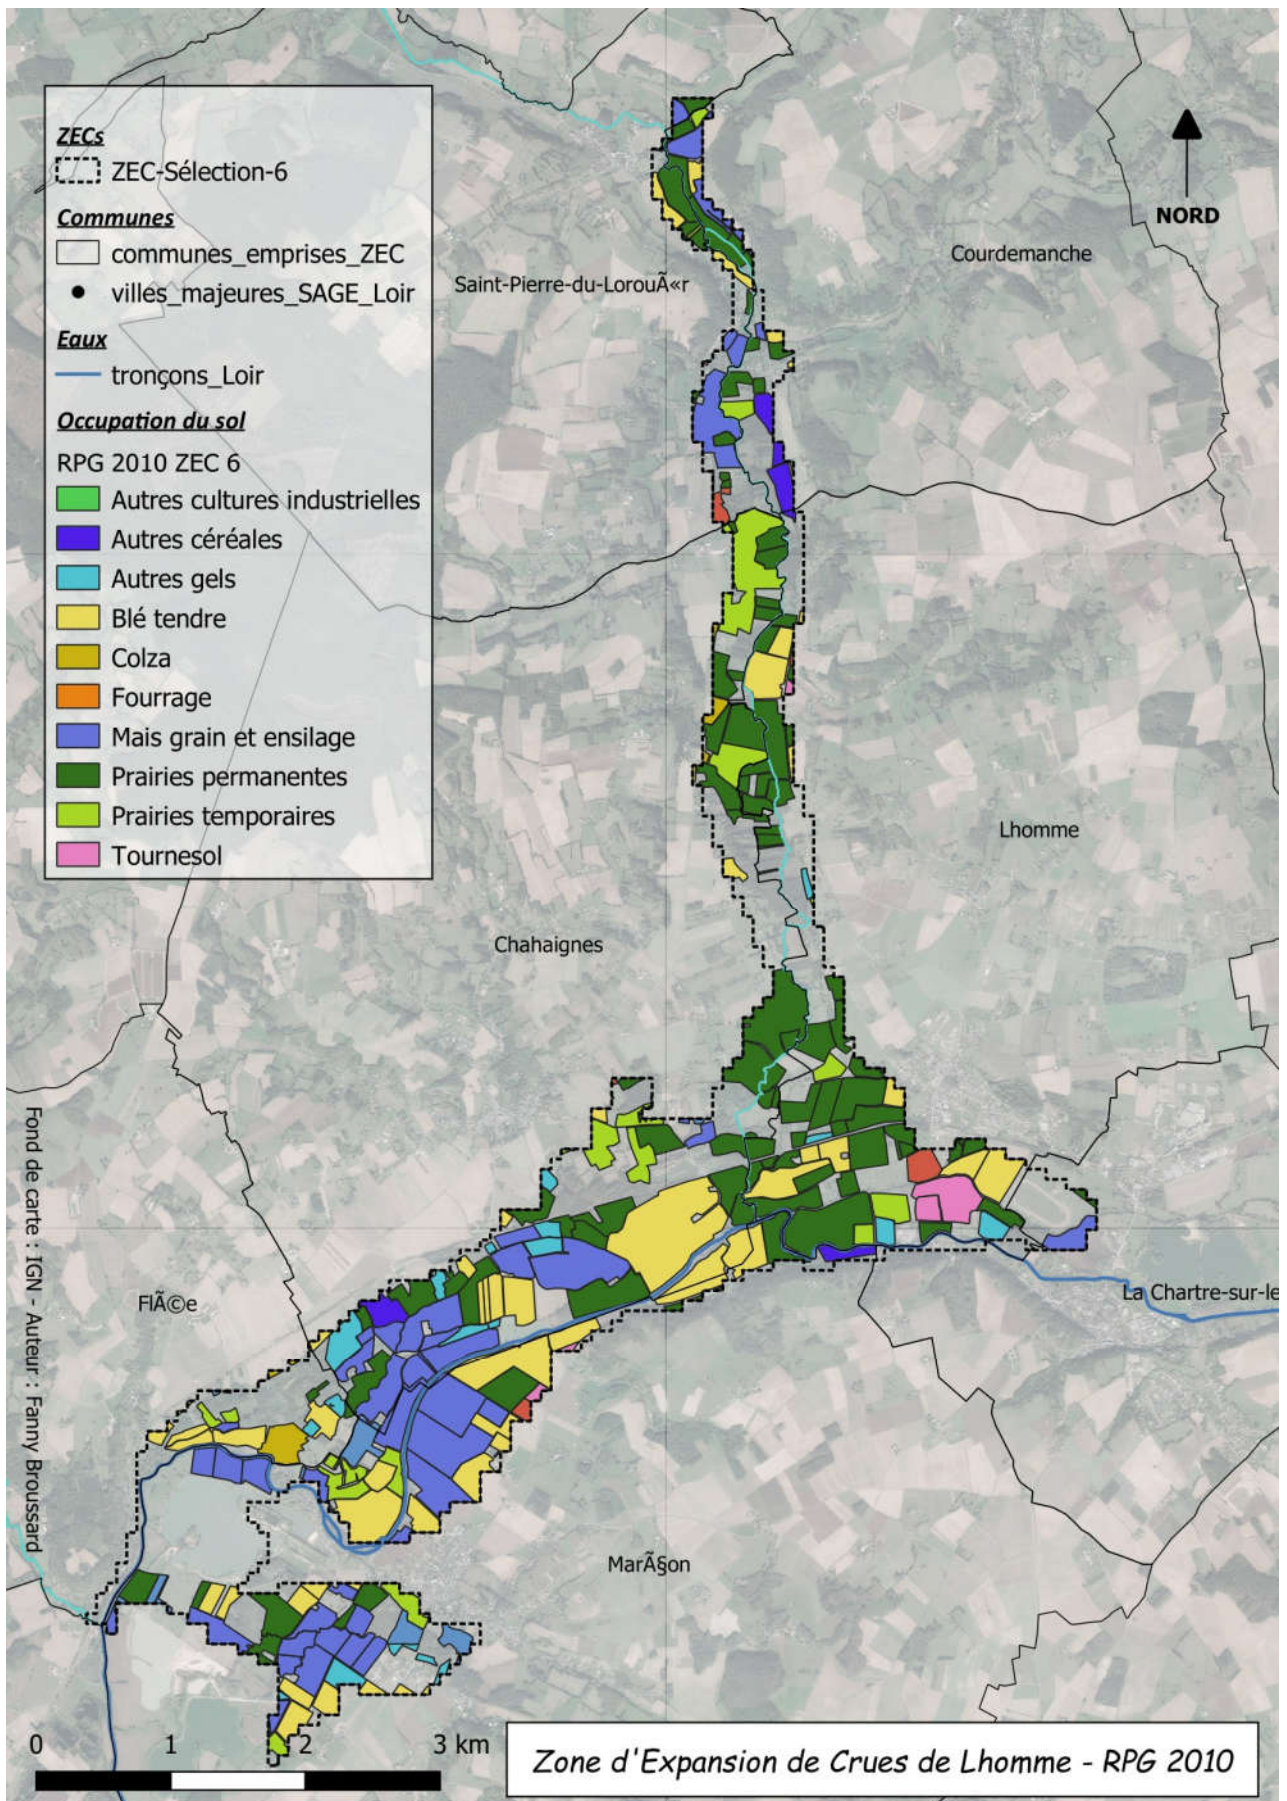 ZECs
ZEC-Sélection-6
Communes
communes_emprises_ZEC
villes_majeures_SAGE_Loir
Eaux
tronçons_Loir
Occupation du sol
RPG 2010 ZEC 6
Autres cultures industrielles
Autres céréales
Autres gels
Blé tendre
Colza
Fourrage
Mais grain et ensilage
Prairies permanentes
Prairies temporaires
Tournesol
NORD
Courdemanche
Saint-Pierre-du-LorouÃ«r
Lhomme
Chahaignes
FlÃ©e
La Chartre-sur-le
MarÃ§on
Fond de carte : IGN - Auteur : Fanny Broussard
0 1 2 3 km
Zone d'Expansion de Crues de Lhomme - RPG 2010